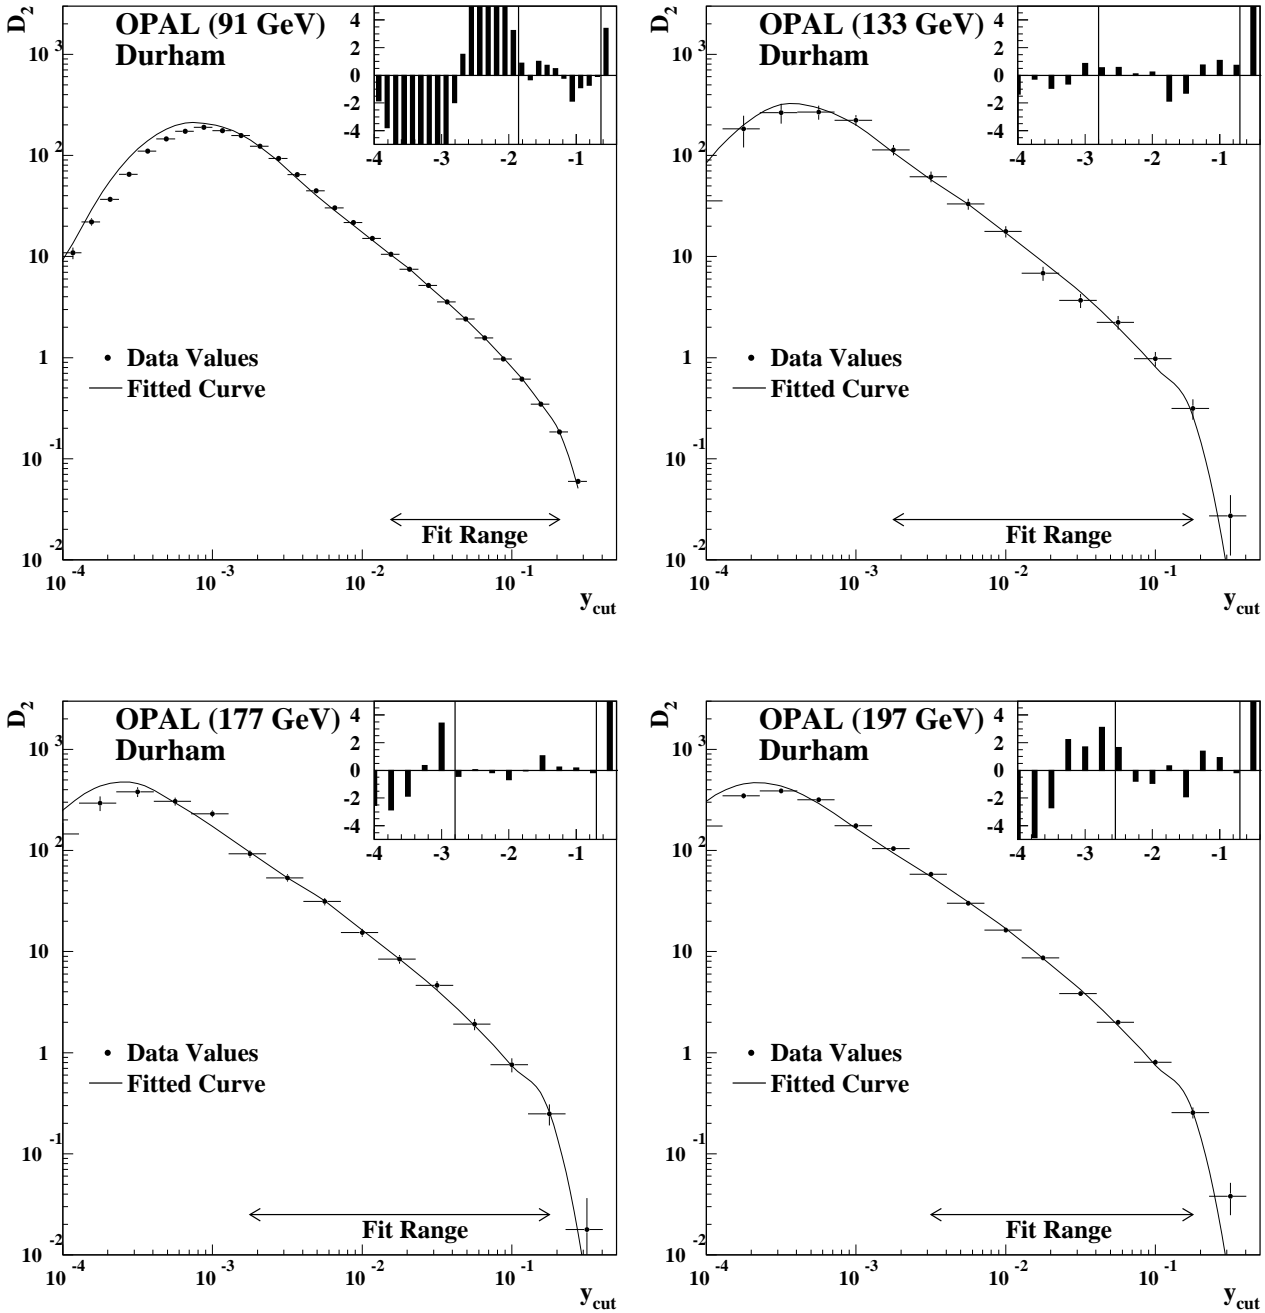 D2
OPAL (91 GeV)
Durham
10^3
10^2
10
1
10^-1
10^-2
4
2
0
-2
-4
-4 -3 -2 -1
Data Values
Fitted Curve
Fit Range
10^-4 10^-3 10^-2 10^-1
ycut
D2
OPAL (133 GeV)
Durham
10^3
10^2
10
1
10^-1
10^-2
4
2
0
-2
-4
-4 -3 -2 -1
Data Values
Fitted Curve
Fit Range
10^-4 10^-3 10^-2 10^-1
ycut
D2
OPAL (177 GeV)
Durham
10^3
10^2
10
1
10^-1
10^-2
4
2
0
-2
-4
-4 -3 -2 -1
Data Values
Fitted Curve
Fit Range
10^-4 10^-3 10^-2 10^-1
ycut
D2
OPAL (197 GeV)
Durham
10^3
10^2
10
1
10^-1
10^-2
4
2
0
-2
-4
-4 -3 -2 -1
Data Values
Fitted Curve
Fit Range
10^-4 10^-3 10^-2 10^-1
ycut